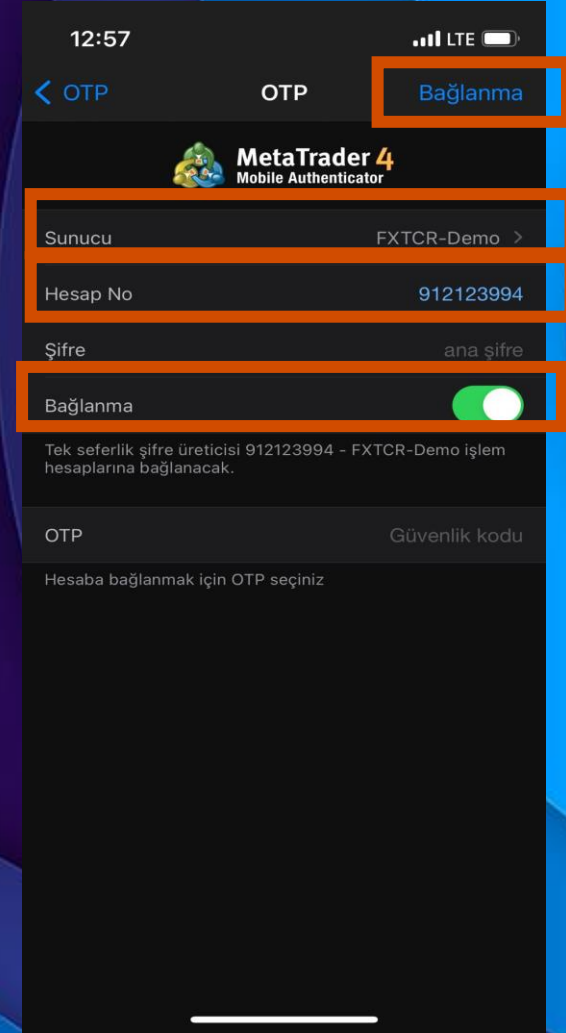 12:57
LTE
OTP
OTP
Bağlanma
MetaTrader 4
Mobile Authenticator
Sunucu
FXTCR-Demo
Hesap No
912123994
Şifre
ana şifre
Bağlanma
Tek seferlik şifre üreticisi 912123994 - FXTCR-Demo işlem
hesaplarına bağlanacak.
OTP
Güvenlik kodu
Hesaba bağlanmak için OTP seçiniz